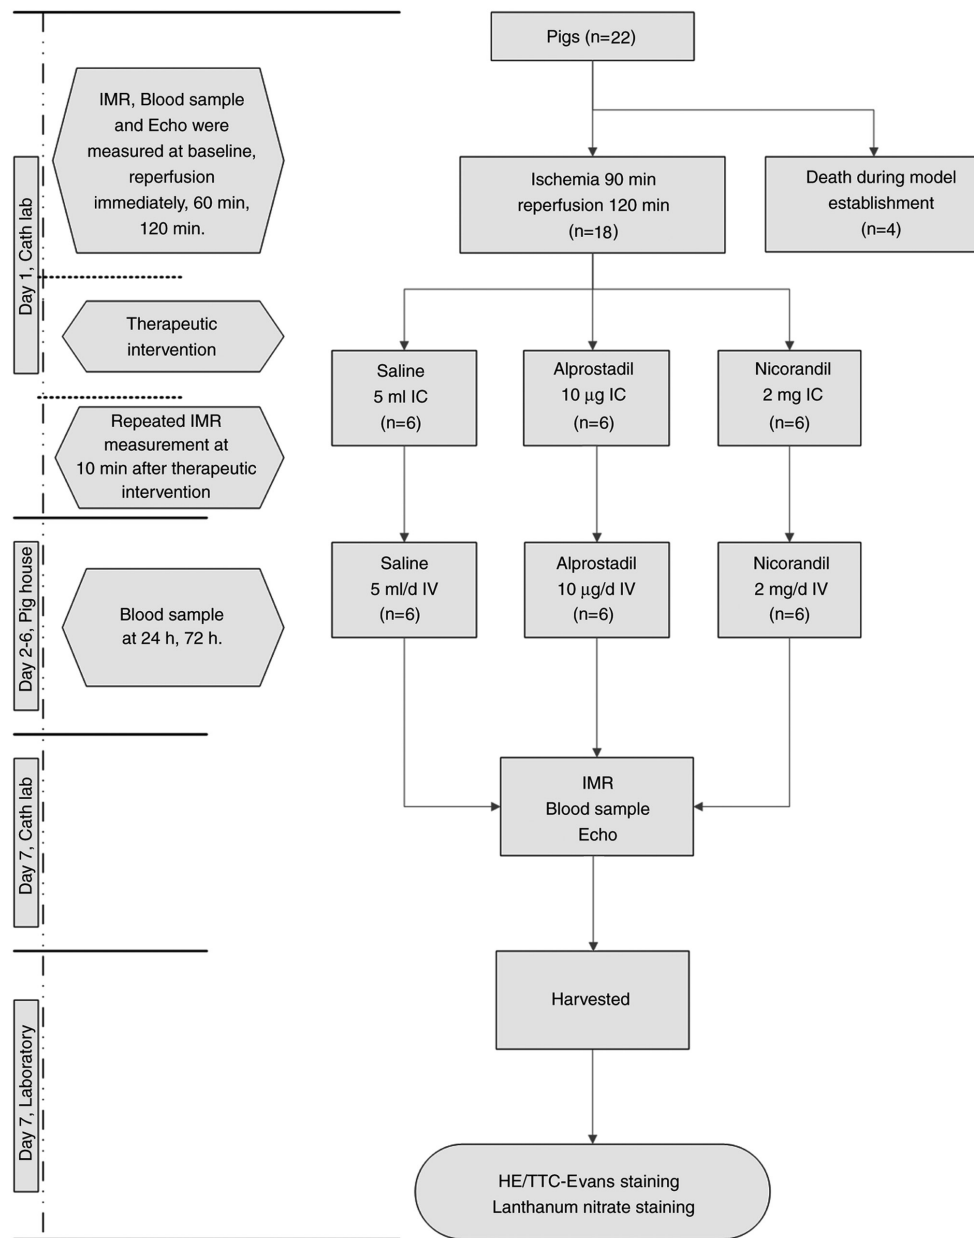 Pigs (n=22)
IMR, Blood sample
and Echo were
measured at baseline,
reperfusion
immediately, 60 min,
120 min.
Ischemia 90 min
reperfusion 120 min
(n=18)
Death during model
establishment
(n=4)
Day 1, Cath lab
Therapeutic
intervention
Saline
5 ml IC
(n=6)
Alprostadil
10 μg IC
(n=6)
Nicorandil
2 mg IC
(n=6)
Repeated IMR
measurement at
10 min after therapeutic
intervention
Day 2-6, Pig house
Blood sample
at 24 h, 72 h.
Saline
5 ml/d IV
(n=6)
Alprostadil
10 μg/d IV
(n=6)
Nicorandil
2 mg/d IV
(n=6)
Day 7, Cath lab
IMR
Blood sample
Echo
Harvested
Day 7, Laboratory
HE/TTC-Evans staining
Lanthanum nitrate staining